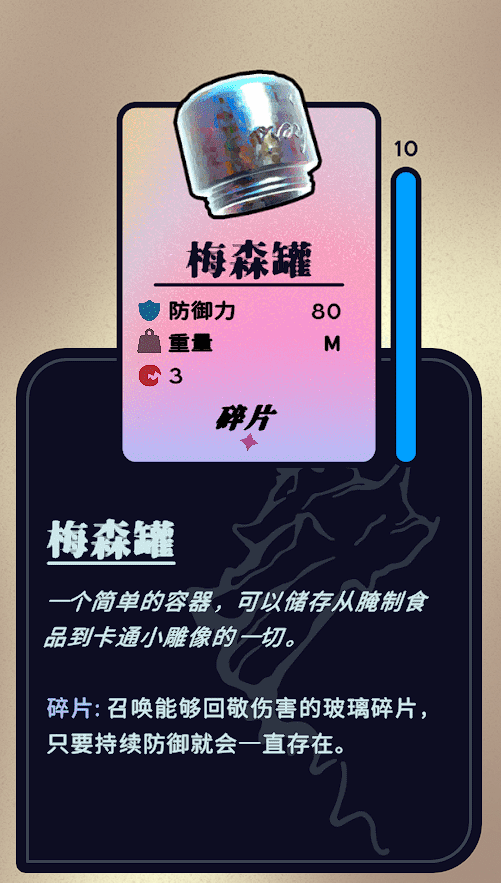 10
梅森罐
防御力 80
重量 M
3
碎片
梅森罐
一个简单的容器，可以储存从腌制食
品到卡通小雕像的一切。
碎片: 召唤能够回敬伤害的玻璃碎片，
只要持续防御就会一直存在。